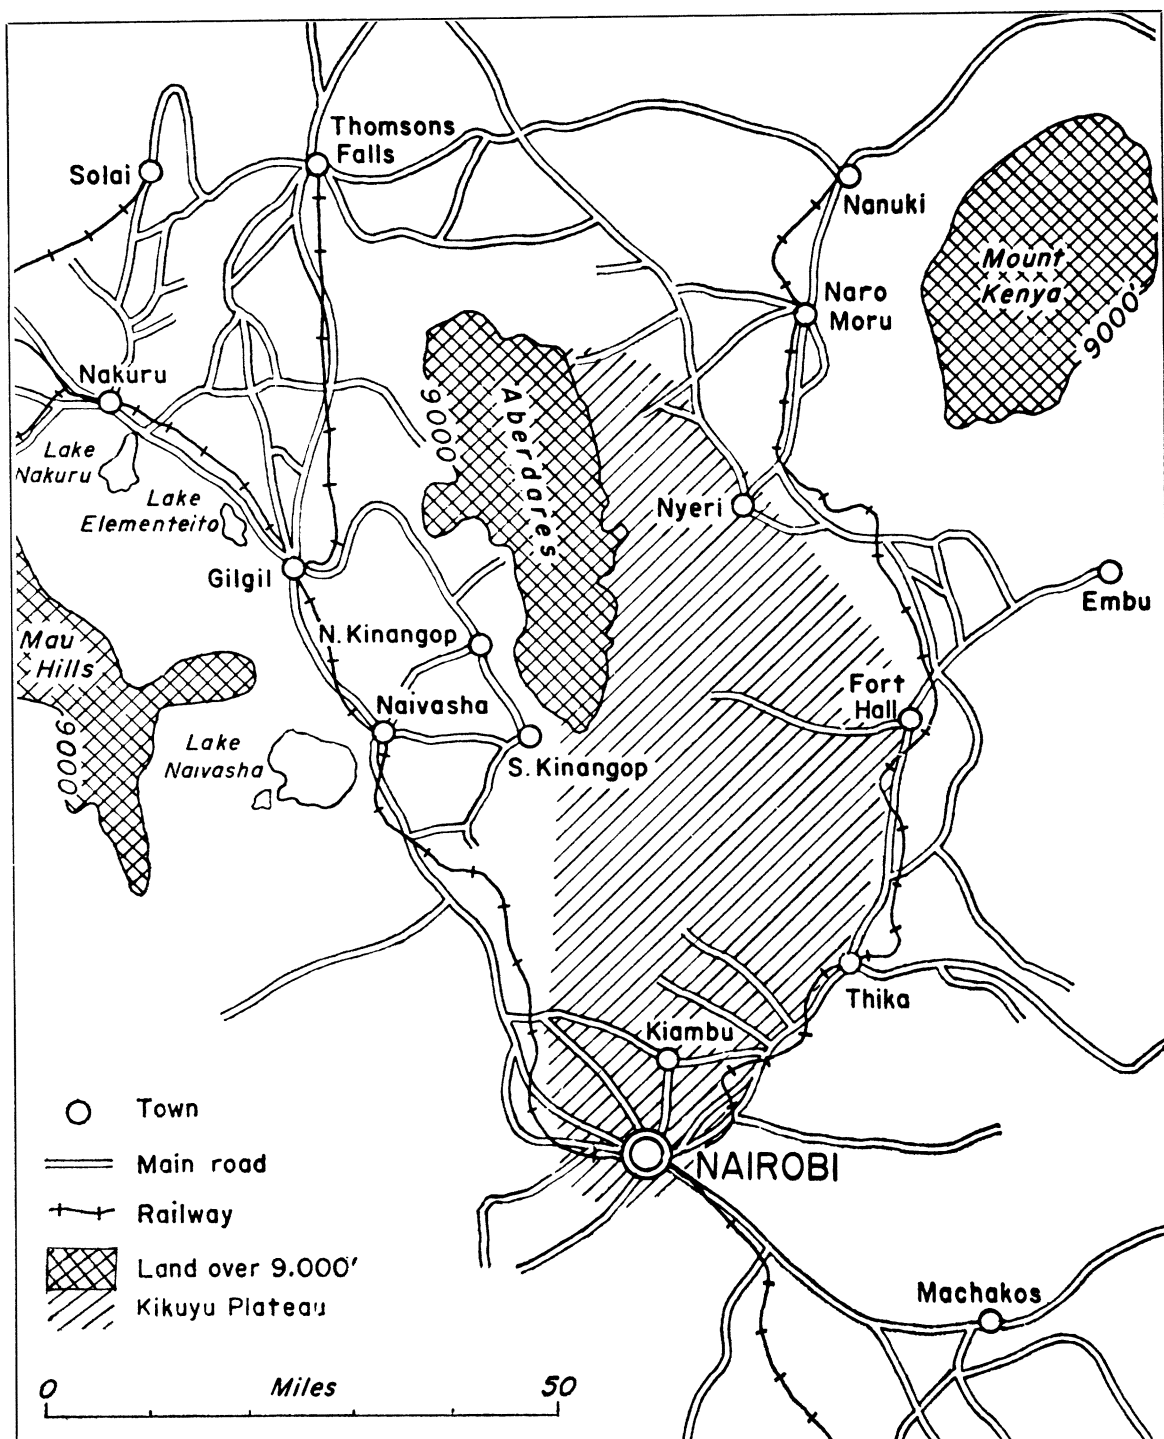 Thomsons
Falls
Solai
Nanuki
Mount
Kenya
9000'
Naro
Moru
Nakuru
9000
Aberdares
Lake
Nakuru
Lake
Elementeito
Nyeri
Gilgil
Embu
N. Kinangop
Mau
Hills
Fort
Hall
Naivasha
9000'
Lake
Naivasha
S. Kinangop
Thika
Kiambu
Town
NAIROBI
Main road
Railway
Land over 9.000'
Kikuyu Plateau
Machakos
0 Miles 50